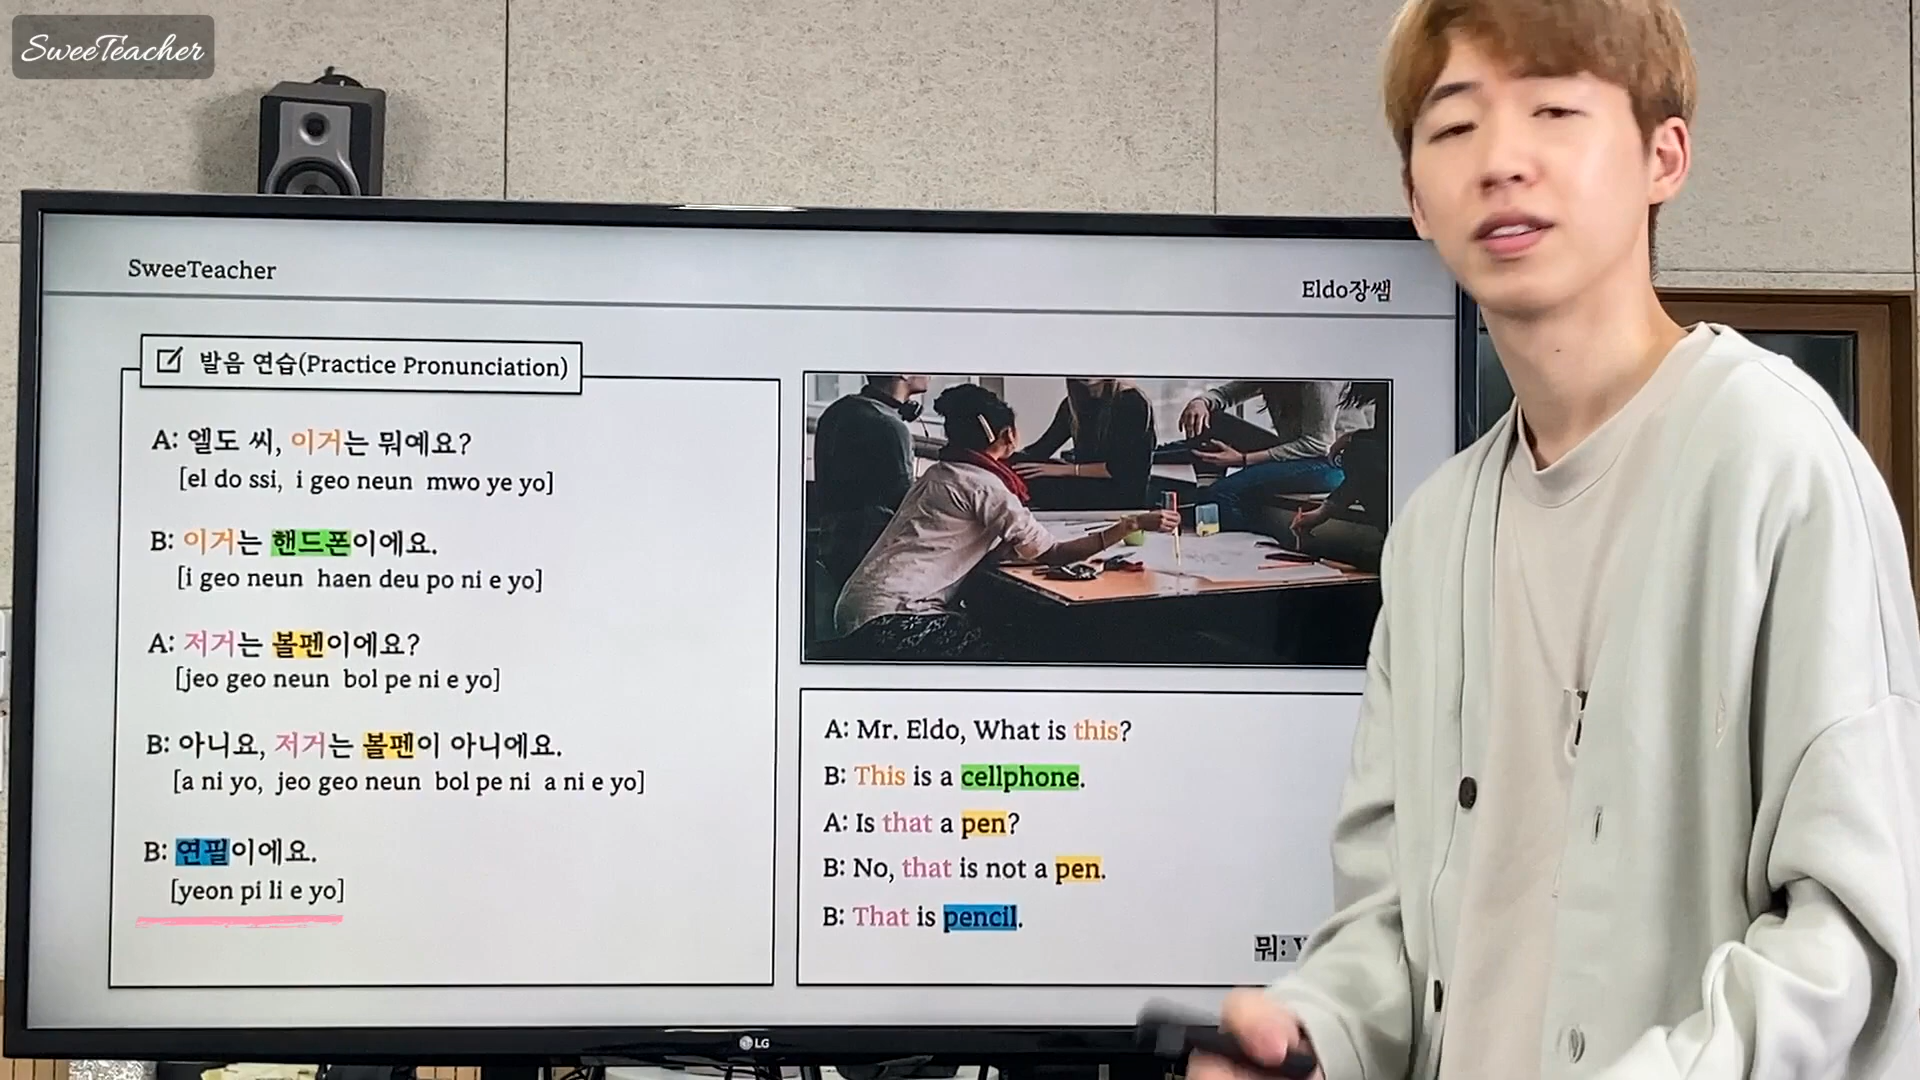 SweeTeacher
SweeTeacher
Eldo장쌤
발음 연습(Practice Pronunciation)
A: 엘도 씨, 이거는 뭐예요?
[el do ssi, i geo neun mwo ye yo]
B: 이거는 핸드폰이에요.
[i geo neun haen deu po ni e yo]
A: 저거는 볼펜이에요?
[jeo geo neun bol pe ni e yo]
B: 아니요, 저거는 볼펜이 아니에요.
[a ni yo, jeo geo neun bol pe ni a ni e yo]
B: 연필이에요.
[yeon pi li e yo]
A: Mr. Eldo, What is this?
B: This is a cellphone.
A: Is that a pen?
B: No, that is not a pen.
B: That is pencil.
뭐:
LG